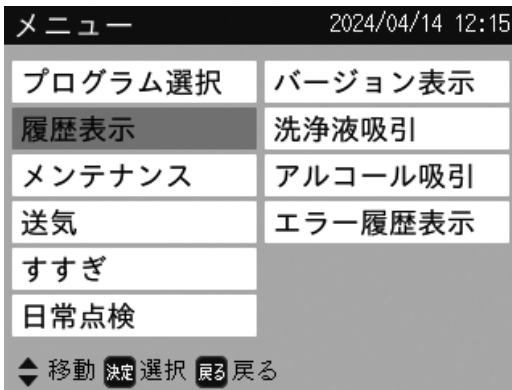 メニュー 2024/04/14 12:15
プログラム選択 バージョン表示
履歴表示 洗浄液吸引
メンテナンス アルコール吸引
送気 エラー履歴表示
すすぎ
日常点検
移動 決定 選択 戻る 戻る